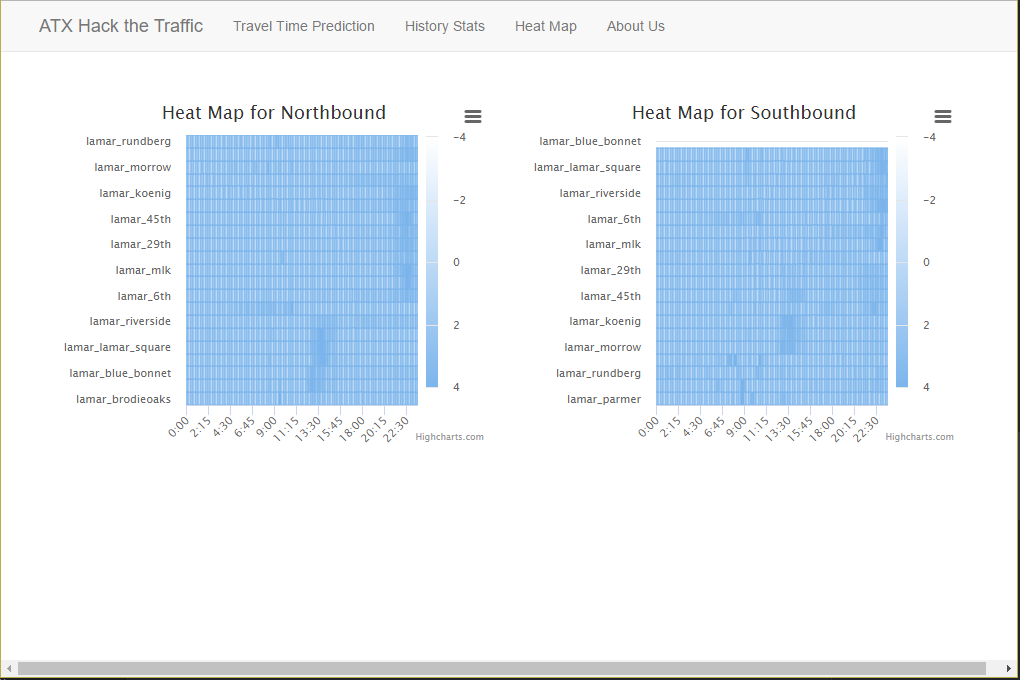 ATX Hack the Traffic Travel Time Prediction History Stats Heat Map About Us
Heat Map for Northbound
lamar_rundberg
lamar_morrow
lamar_koenig
lamar_45th
lamar_29th
lamar_mlk
lamar_6th
lamar_riverside
lamar_lamar_square
lamar_blue_bonnet
lamar_brodieoaks
0:00 2:15 4:30 6:45 9:00 11:15 13:30 15:45 18:00 20:15 22:30
−4
−2
0
2
4
Highcharts.com
Heat Map for Southbound
lamar_blue_bonnet
lamar_lamar_square
lamar_riverside
lamar_6th
lamar_mlk
lamar_29th
lamar_45th
lamar_koenig
lamar_morrow
lamar_rundberg
lamar_parmer
0:00 2:15 4:30 6:45 9:00 11:15 13:30 15:45 18:00 20:15 22:30
−4
−2
0
2
4
Highcharts.com